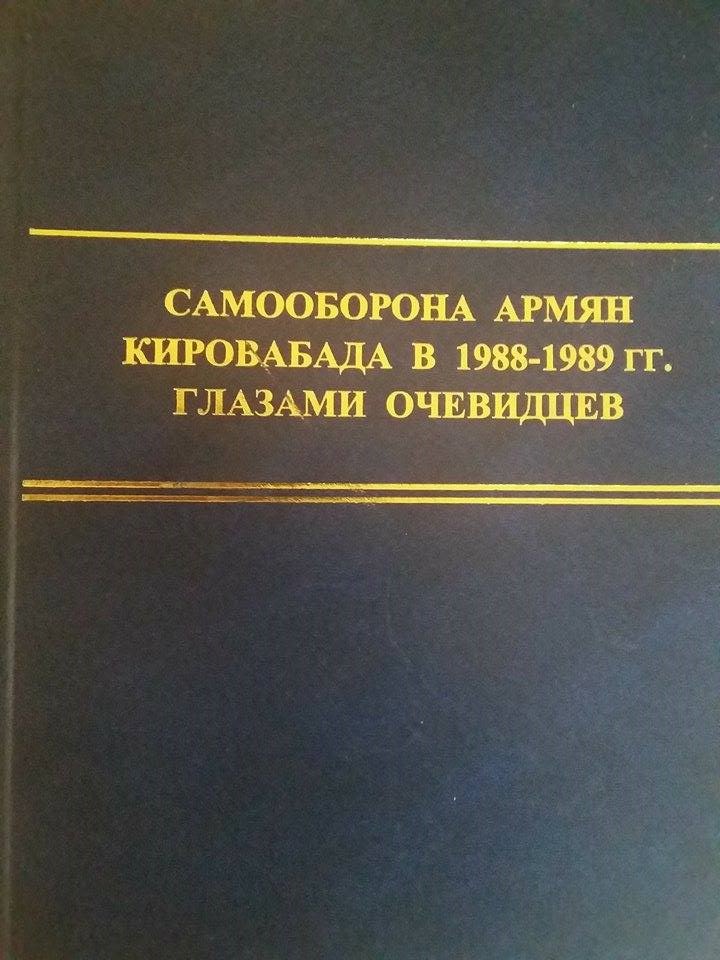 САМООБОРОНА АРМЯН
КИРОВАБАДА В 1988-1989 ГГ.
ГЛАЗАМИ ОЧЕВИДЦЕВ